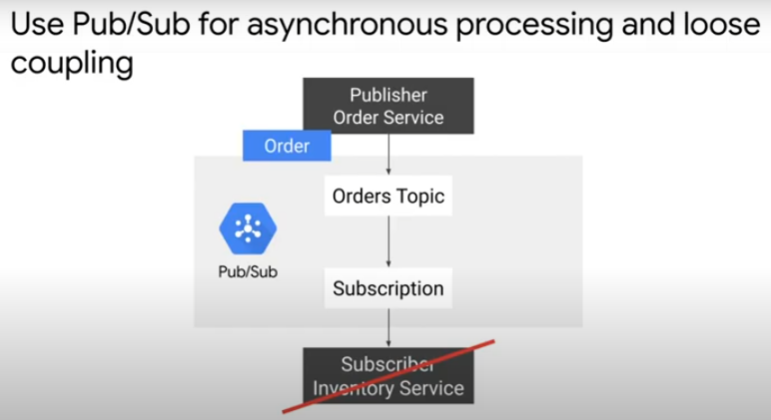 Use Pub/Sub for asynchronous processing and loose
coupling
Publisher
Order Service
Order
Orders Topic
Pub/Sub
Subscription
Subscriber
Inventory Service